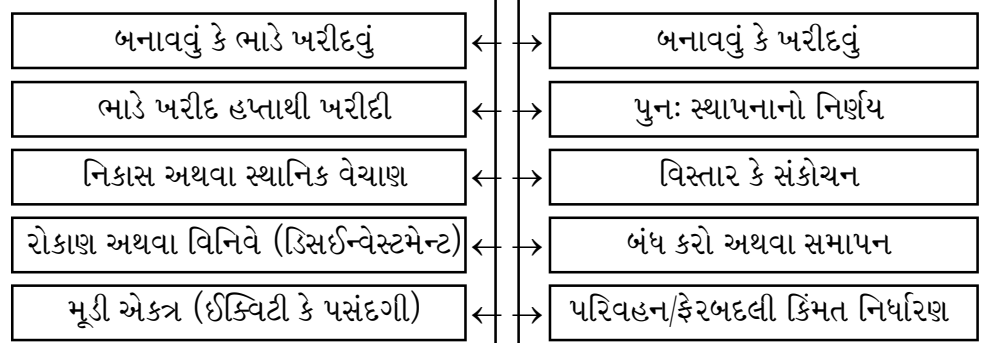 બનાવવું કે ભાડે ખરીદવું ← → બનાવવું કે ખરીદવું
ભાડે ખરીદ હપ્તાથી ખરીદી ← → પુનઃ સ્થાપનાનો નિર્ણય
નિકાસ અથવા સ્થાનિક વેચાણ ← → વિસ્તાર કે સંકોચન
રોકાણ અથવા વિનિવે (ડિસઈન્વેસ્ટમેન્ટ) ← → બંધ કરો અથવા સમાપન
મૂડી એકત્ર (ઈક્વિટી કે પસંદગી) ← → પરિવહન/ફેરબદલી કિંમત નિર્ધારણ